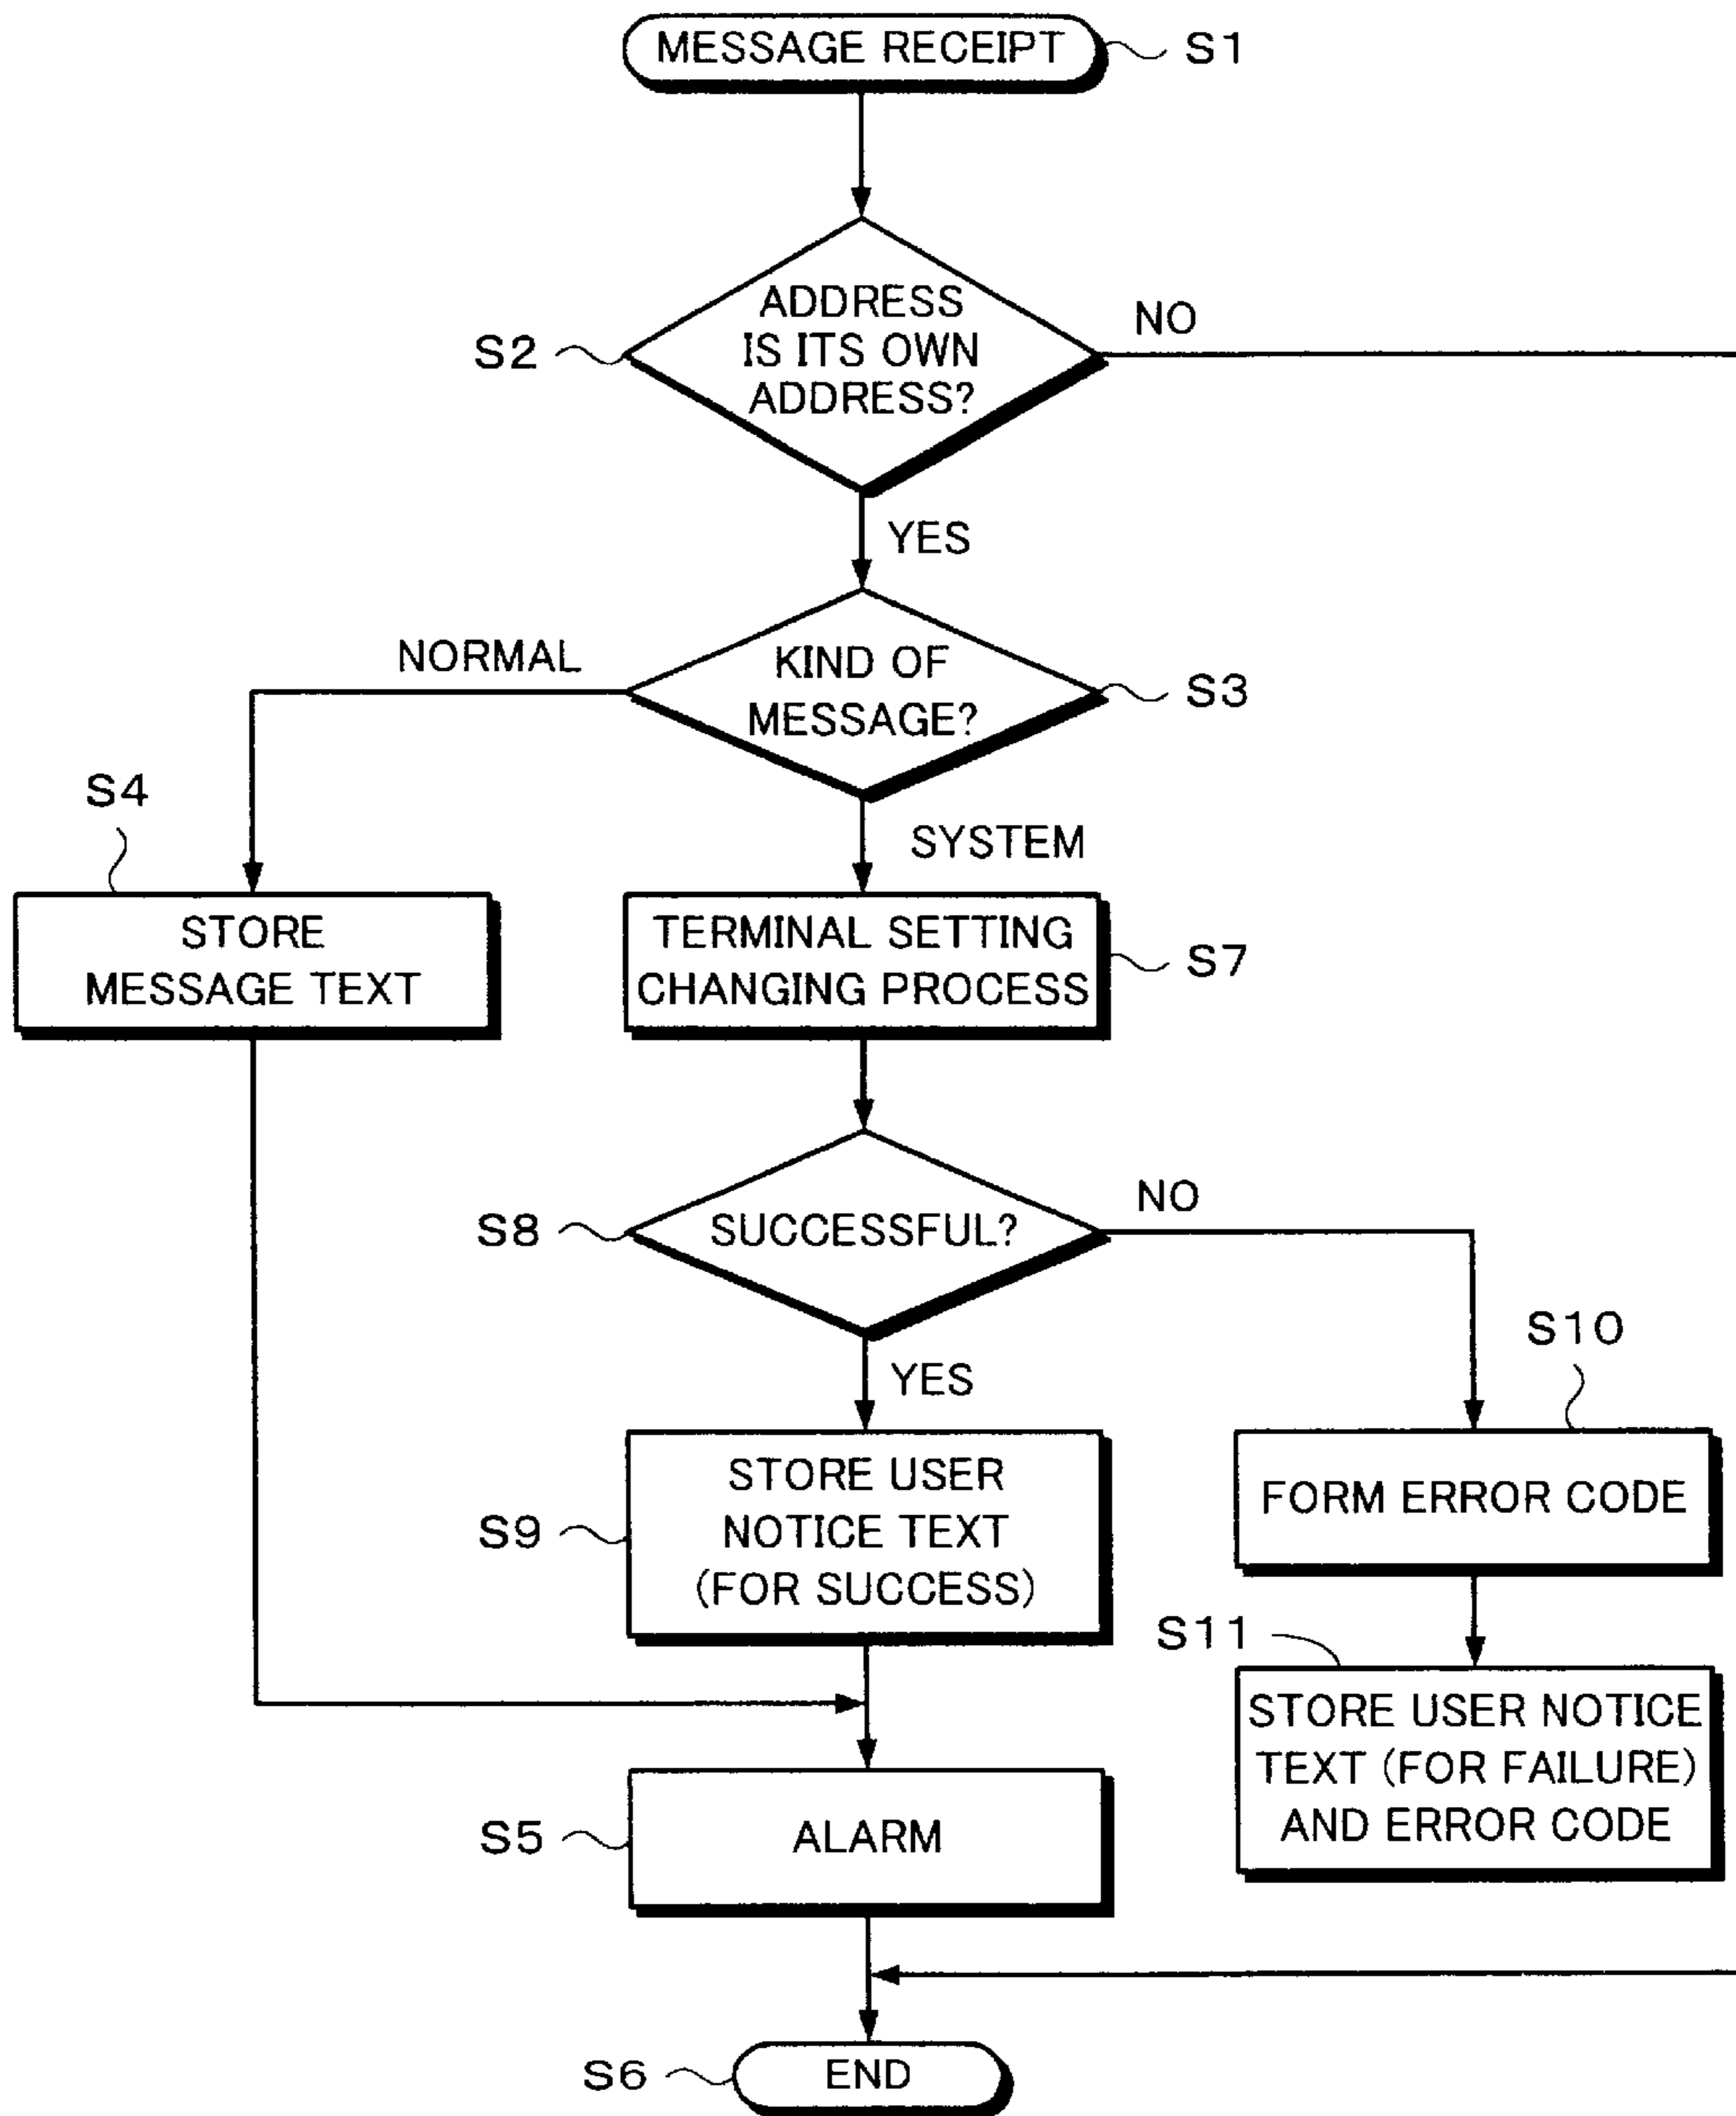 MESSAGE RECEIPT
S1
ADDRESS
IS ITS OWN
ADDRESS?
S2
NO
YES
KIND OF
MESSAGE?
S3
NORMAL
SYSTEM
S4
STORE
MESSAGE TEXT
TERMINAL SETTING
CHANGING PROCESS
S7
SUCCESSFUL?
S8
NO
YES
S10
STORE USER
NOTICE TEXT
(FOR SUCCESS)
S9
FORM ERROR CODE
S11
STORE USER NOTICE
TEXT (FOR FAILURE)
AND ERROR CODE
S5
ALARM
S6
END